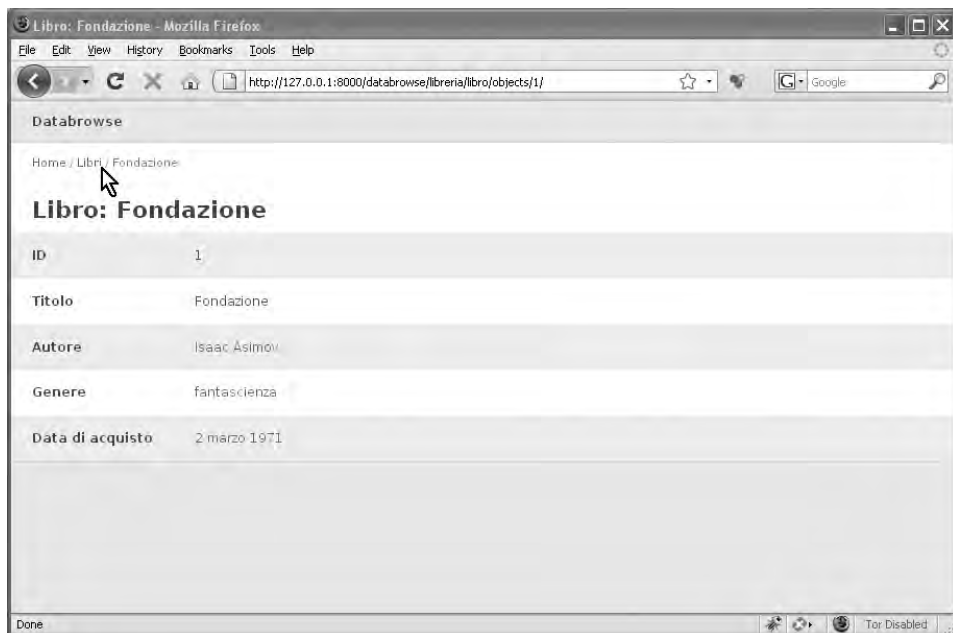 Libro: Fondazione - Mozilla Firefox
File Edit View History Bookmarks Tools Help
http://127.0.0.1:8000/databrowse/libreria/libro/objects/1/ G Google
Databrowse
Home / Libri / Fondazione
Libro: Fondazione
ID 1
Titolo Fondazione
Autore Isaac Asimov
Genere fantascienza
Data di acquisto 2 marzo 1971
Done Tor Disabled